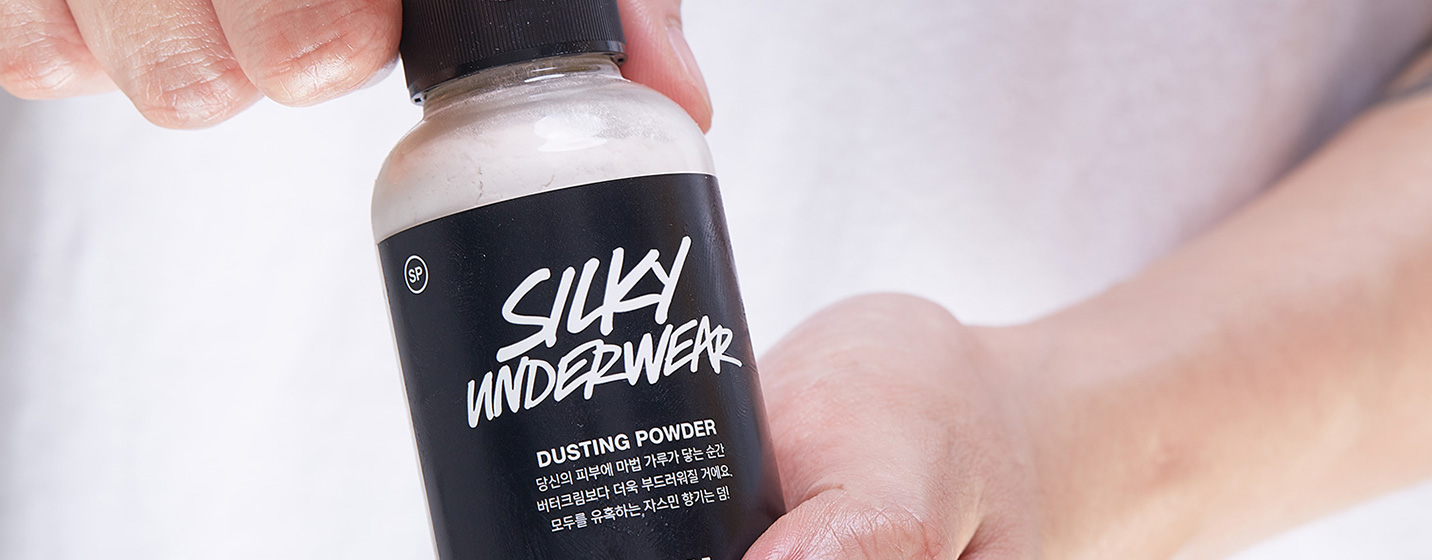 SP
SILKY
UNDERWEAR
DUSTING POWDER
당신의 피부에 마법 가루가 닿는 순간
버터크림보다 더욱 부드러워질 거예요.
모두를 유혹하는,자스민 향기는 덤!